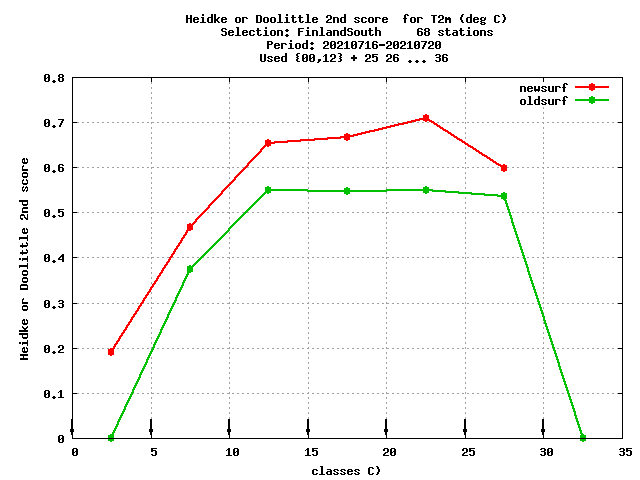 Heidke or Doolittle 2nd score  for T2m (deg C)
Selection: FinlandSouth     68 stations
Period: 20210716-20210720
Used {00,12} + 25 26 ... 36
newsurf
oldsurf
0.8
0.7
0.6
0.5
0.4
0.3
0.2
0.1
0
Heidke or Doolittle 2nd score
0 5 10 15 20 25 30 35
classes C)